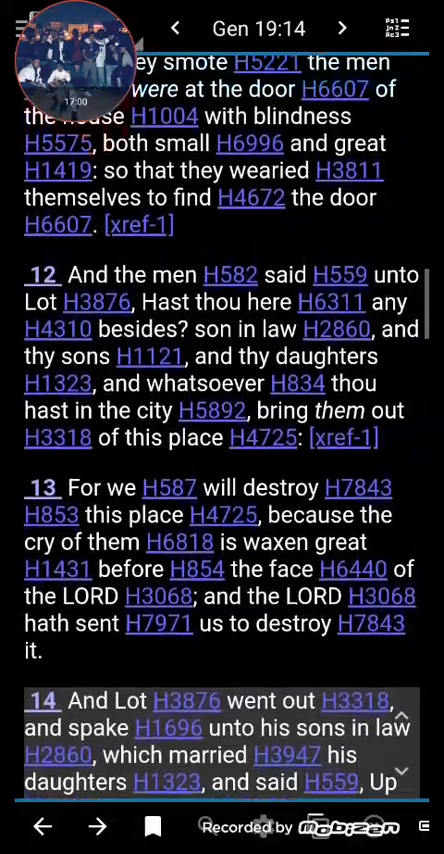 Gen 19:14
ey smote H5221 the men
were at the door H6607 of
the house H1004 with blindness
H5575, both small H6996 and great
H1419: so that they wearied H3811
themselves to find H4672 the door
H6607. [xref-1]
12 And the men H582 said H559 unto
Lot H3876, Hast thou here H6311 any
H4310 besides? son in law H2860, and
thy sons H1121, and thy daughters
H1323, and whatsoever H834 thou
hast in the city H5892, bring them out
H3318 of this place H4725: [xref-1]
13 For we H587 will destroy H7843
H853 this place H4725, because the
cry of them H6818 is waxen great
H1431 before H854 the face H6440 of
the LORD H3068; and the LORD H3068
hath sent H7971 us to destroy H7843
it.
14 And Lot H3876 went out H3318,
and spake H1696 unto his sons in law
H2860, which married H3947 his
daughters H1323, and said H559, Up
17:00
Recorded by Mobizen